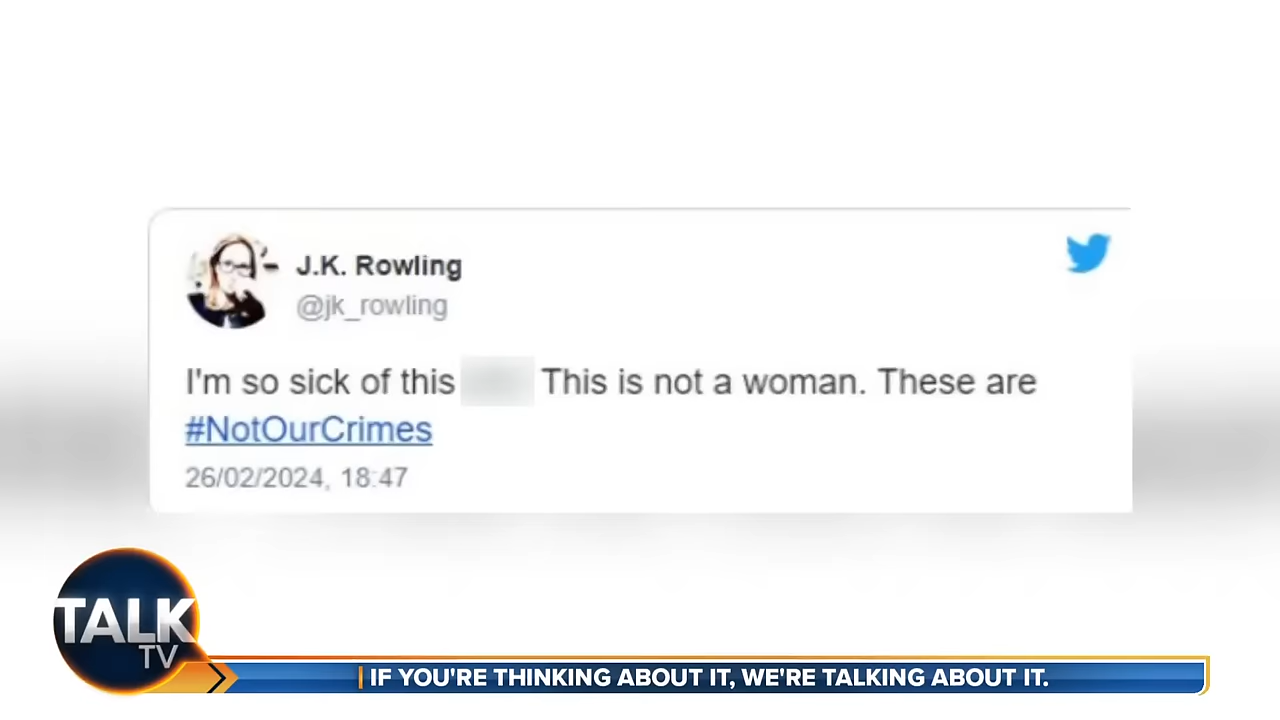 J.K. Rowling
@jk_rowling
I'm so sick of this This is not a woman. These are
#NotOurCrimes
26/02/2024, 18:47
TALK
TV
IF YOU'RE THINKING ABOUT IT, WE'RE TALKING ABOUT IT.